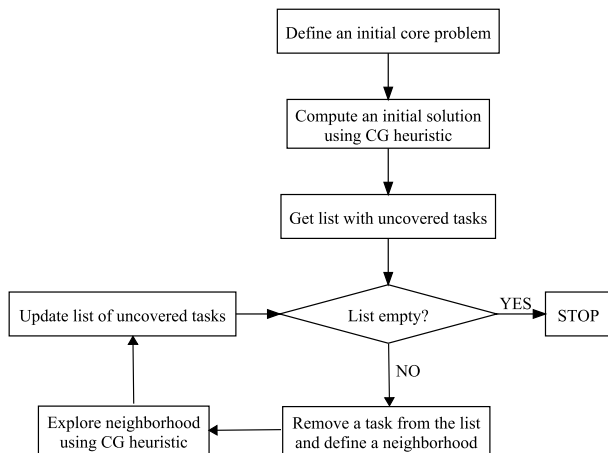 Define an initial core problem
Compute an initial solution
using CG heuristic
Get list with uncovered tasks
Update list of uncovered tasks
List empty?
YES
STOP
NO
Explore neighborhood
using CG heuristic
Remove a task from the list
and define a neighborhood